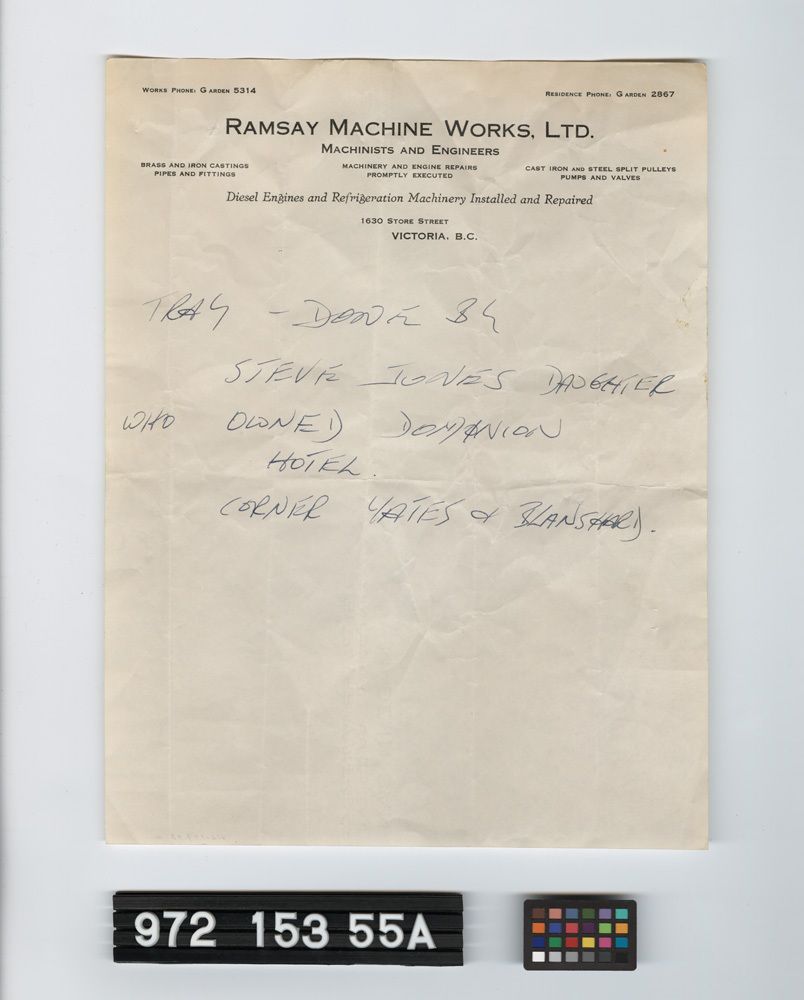 WORKS PHONE: GARDEN 5314
RESIDENCE PHONE: GARDEN 2867
RAMSAY MACHINE WORKS, LTD.
MACHINISTS AND ENGINEERS
BRASS AND IRON CASTINGS
PIPES AND FITTINGS
MACHINERY AND ENGINE REPAIRS
PROMPTLY EXECUTED
CAST IRON AND STEEL SPLIT PULLEYS
PUMPS AND VALVES
Diesel Engines and Refrigeration Machinery Installed and Repaired
1630 STORE STREET
VICTORIA, B.C.
TRAY - DONE BY
STEVE JONES DAUGHTER
WHO OWNED DOMANION
HOTEL.
CORNER YATES & BLANSHARD.
972 153 55A